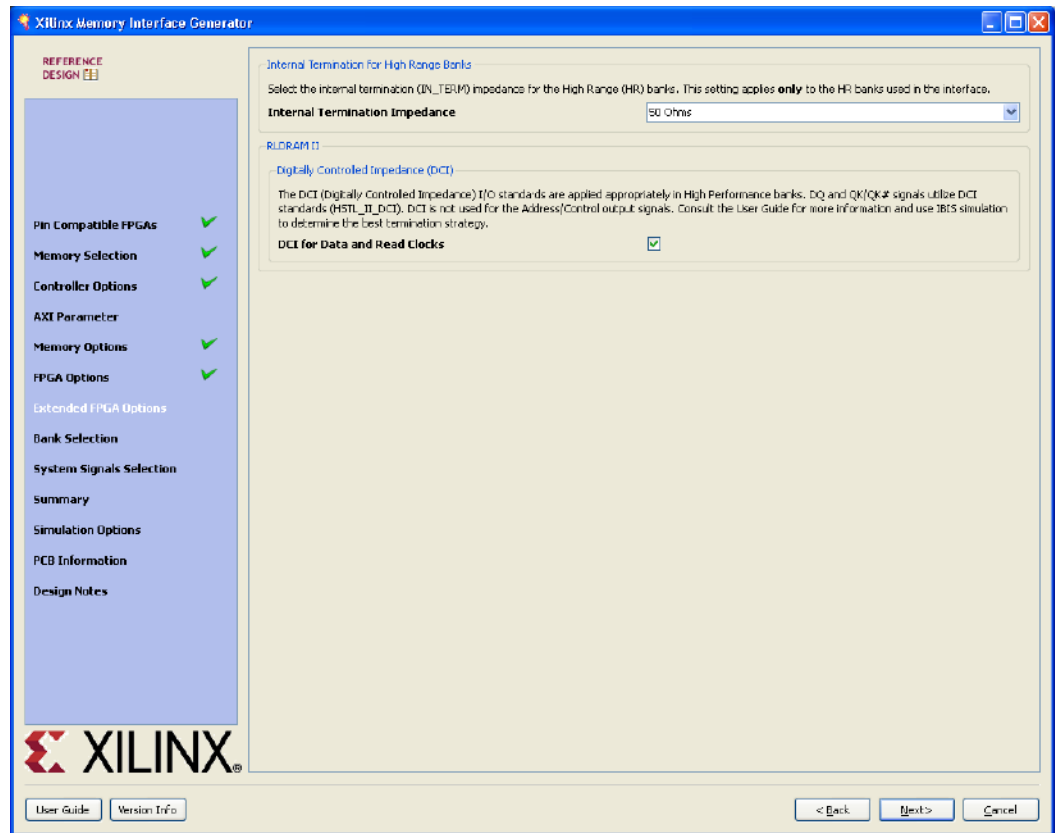 Xilinx Memory Interface Generator
REFERENCE
DESIGN
Pin Compatible FPGAs
Memory Selection
Controller Options
AXI Parameter
Memory Options
FPGA Options
Extended FPGA Options
Bank Selection
System Signals Selection
Summary
Simulation Options
PCB Information
Design Notes
XILINX®
Internal Termination for High Range Banks
Select the internal termination (IN_TERM) impedance for the High Range (HR) banks. This setting applies only to the HR banks used in the interface.
Internal Termination Impedance
50 Ohms
RLDRAM II
Digitally Controlled Impedance (DCI)
The DCI (Digitally Controlled Impedance) I/O standards are applied appropriately in High Performance banks. DQ and QK/QK# signals utilize DCI
standards (HSTL_II_DCI). DCI is not used for the Address/Control output signals. Consult the User Guide for more information and use IBIS simulation
to determine the best termination strategy.
DCI for Data and Read Clocks
User Guide
Version Info
< Back
Next>
Cancel